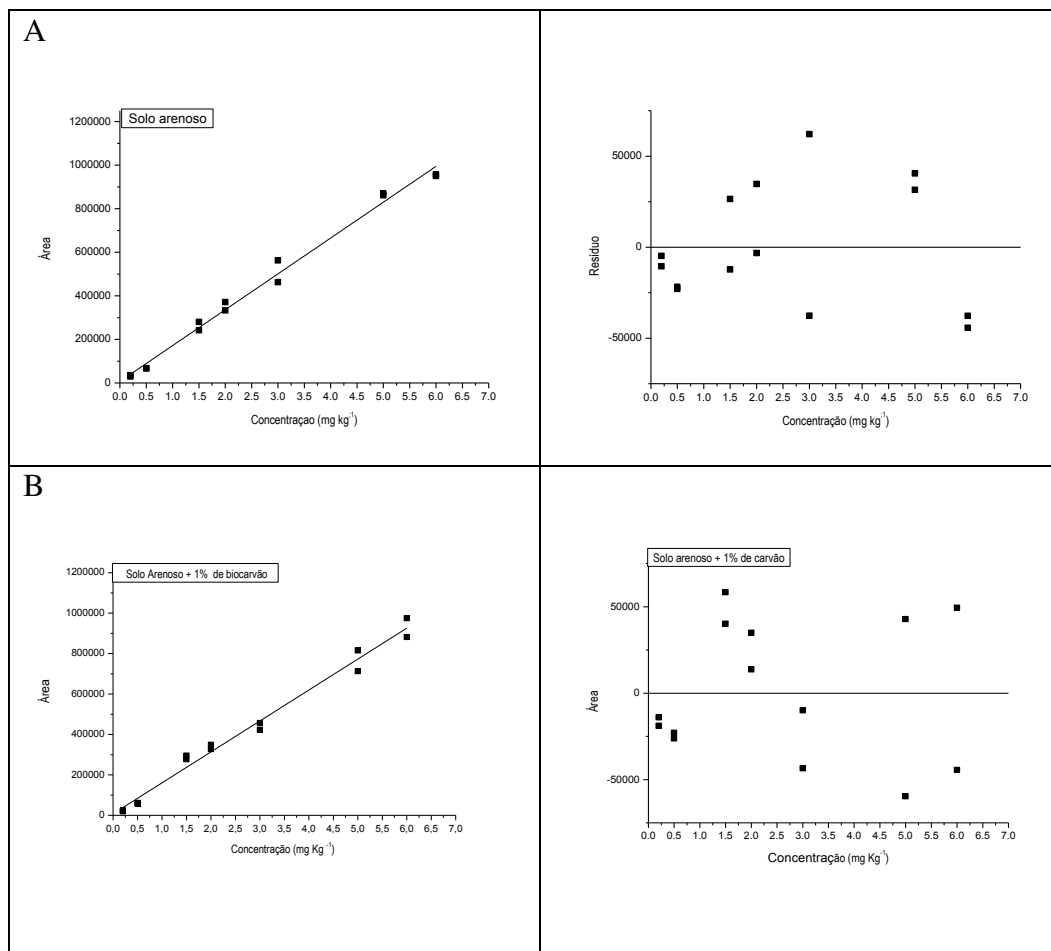 A
Solo arenoso
1200000
1000000
800000
600000
400000
200000
0
Área
0.0 0.5 1.0 1.5 2.0 2.5 3.0 3.5 4.0 4.5 5.0 5.5 6.0 6.5 7.0
Concentraçao (mg kg-1)
50000
0
-50000
Resíduo
0.0 0.5 1.0 1.5 2.0 2.5 3.0 3.5 4.0 4.5 5.0 5.5 6.0 6.5 7.0
Concentração (mg kg-1)
B
Solo Arenoso + 1% de biocarvão
1200000
1000000
800000
600000
400000
200000
0
Área
0,0 0,5 1,0 1,5 2,0 2,5 3,0 3,5 4,0 4,5 5,0 5,5 6,0 6,5 7,0
Concentração (mg Kg -1)
Solo arenoso + 1% de carvão
50000
0
-50000
Área
0.0 0.5 1.0 1.5 2.0 2.5 3.0 3.5 4.0 4.5 5.0 5.5 6.0 6.5 7.0
Concentração (mg Kg-1)